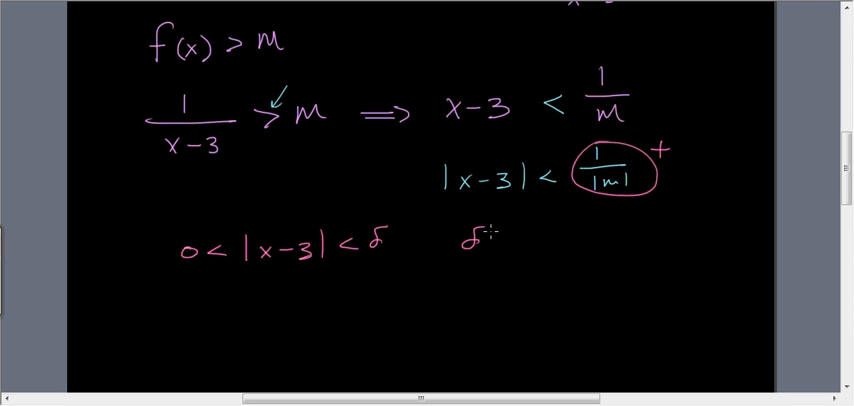 f(x) > M
1/(x-3) > M ⟹ x-3 < 1/M
|x-3| < 1/|M| +
0 < |x-3| < δ δ